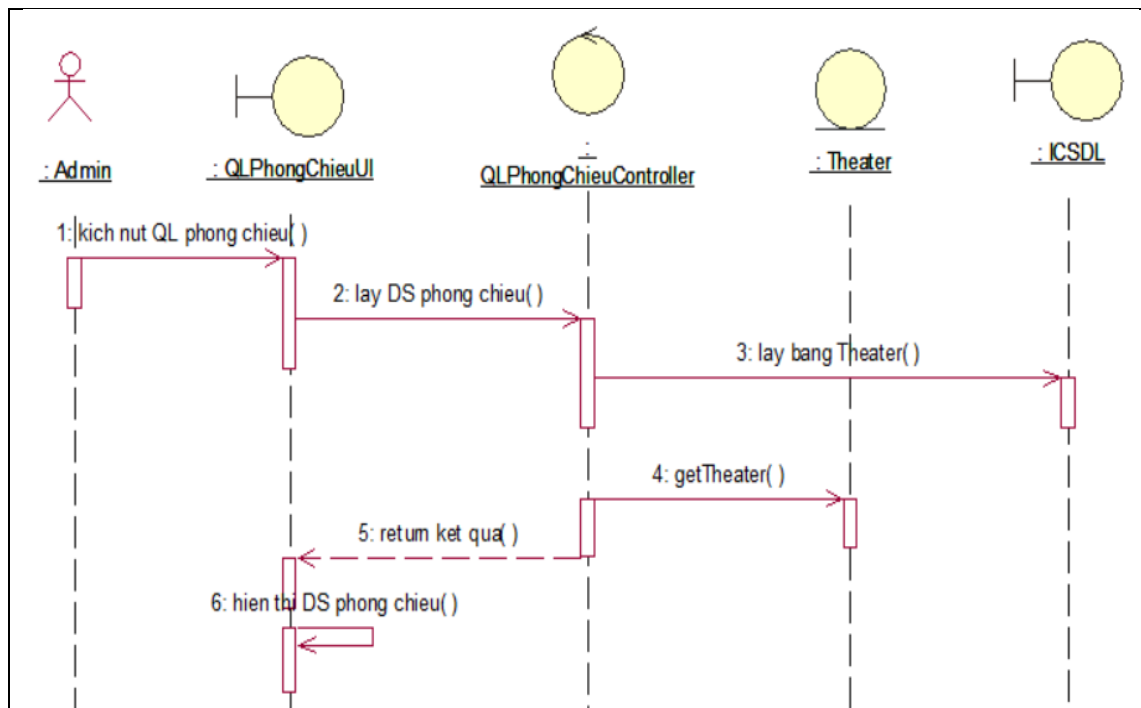 : Admin
: QLPhongChieuUI
:
QLPhongChieuController
: Theater
: ICSDL
1: kich nut QL phong chieu( )
2: lay DS phong chieu( )
3: lay bang Theater( )
4: getTheater( )
5: return ket qua( )
6: hien thi DS phong chieu( )